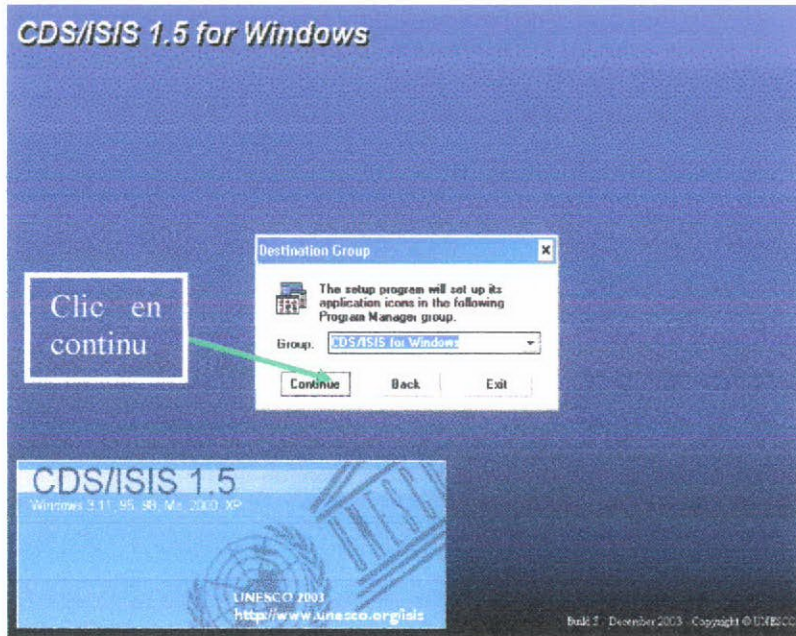 CDS/ISIS 1.5 for Windows
Destination Group
The setup program will set up its
application icons in the following
Program Manager group.
Group:
CDS/ISIS for Windows
Continue
Back
Exit
Clic en
continu
CDS/ISIS 1.5
Windows 3.11, 95, 98, Me, 2000, XP
UNESCO
UNESCO 2003
http://www.unesco.org/isis
Build 3 - December 2003 - Copyright © UNESCO